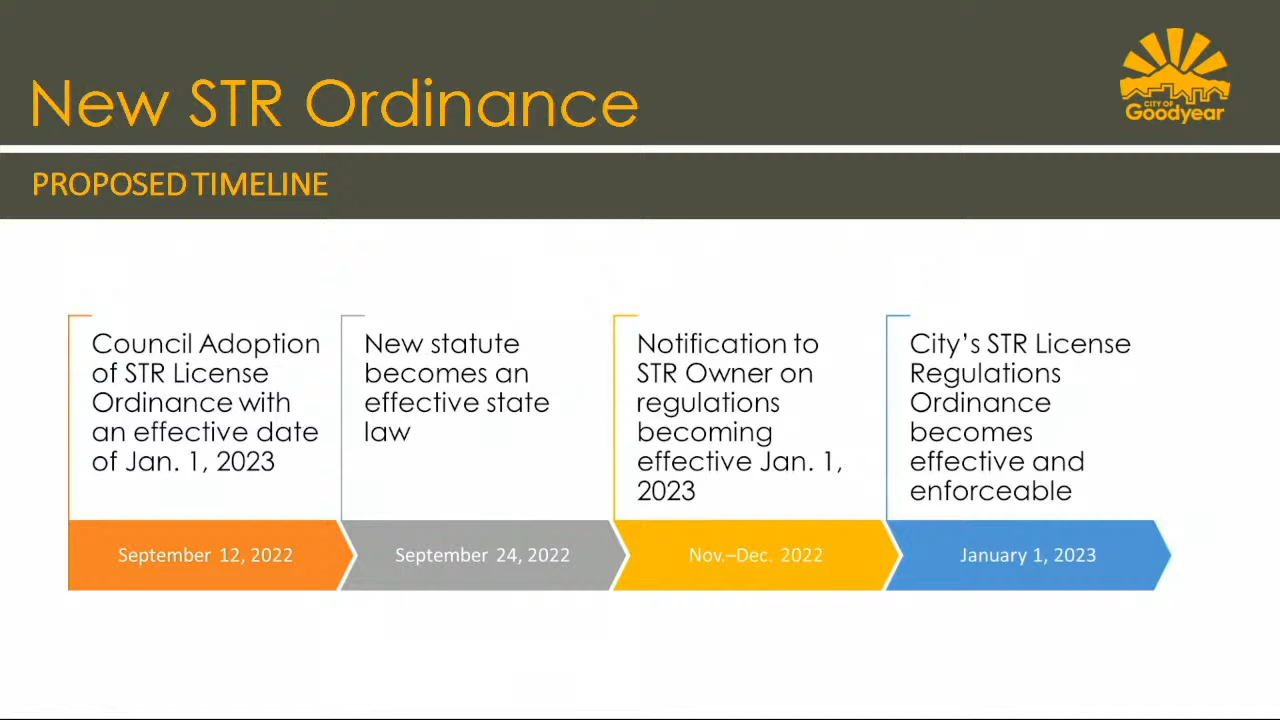 New STR Ordinance
CITY OF
Goodyear
PROPOSED TIMELINE
Council Adoption
of STR License
Ordinance with
an effective date
of Jan. 1, 2023
New statute
becomes an
effective state
law
Notification to
STR Owner on
regulations
becoming
effective Jan. 1,
2023
City’s STR License
Regulations
Ordinance
becomes
effective and
enforceable
September 12, 2022
September 24, 2022
Nov.–Dec. 2022
January 1, 2023